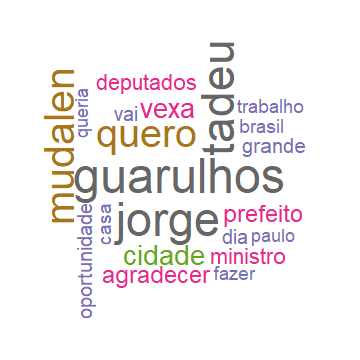 tadeu
mudalen
deputados
queria
vai
vexa
trabalho
quero
brasil
grande
guarulhos
oportunidade
casa
jorge
prefeito
dia
paulo
cidade
ministro
agradecer
fazer